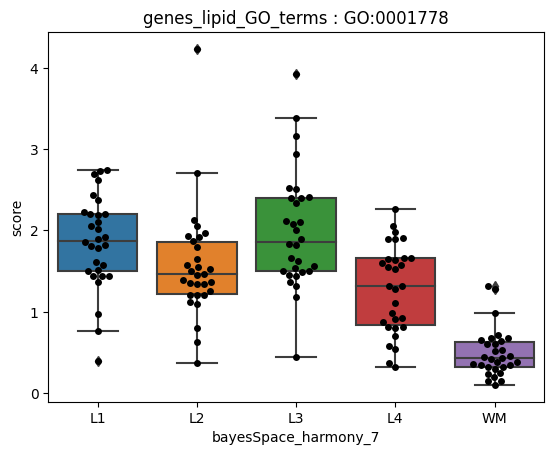 genes_lipid_GO_terms : GO:0001778
4
3
2
1
0
score
L1 L2 L3 L4 WM
bayesSpace_harmony_7